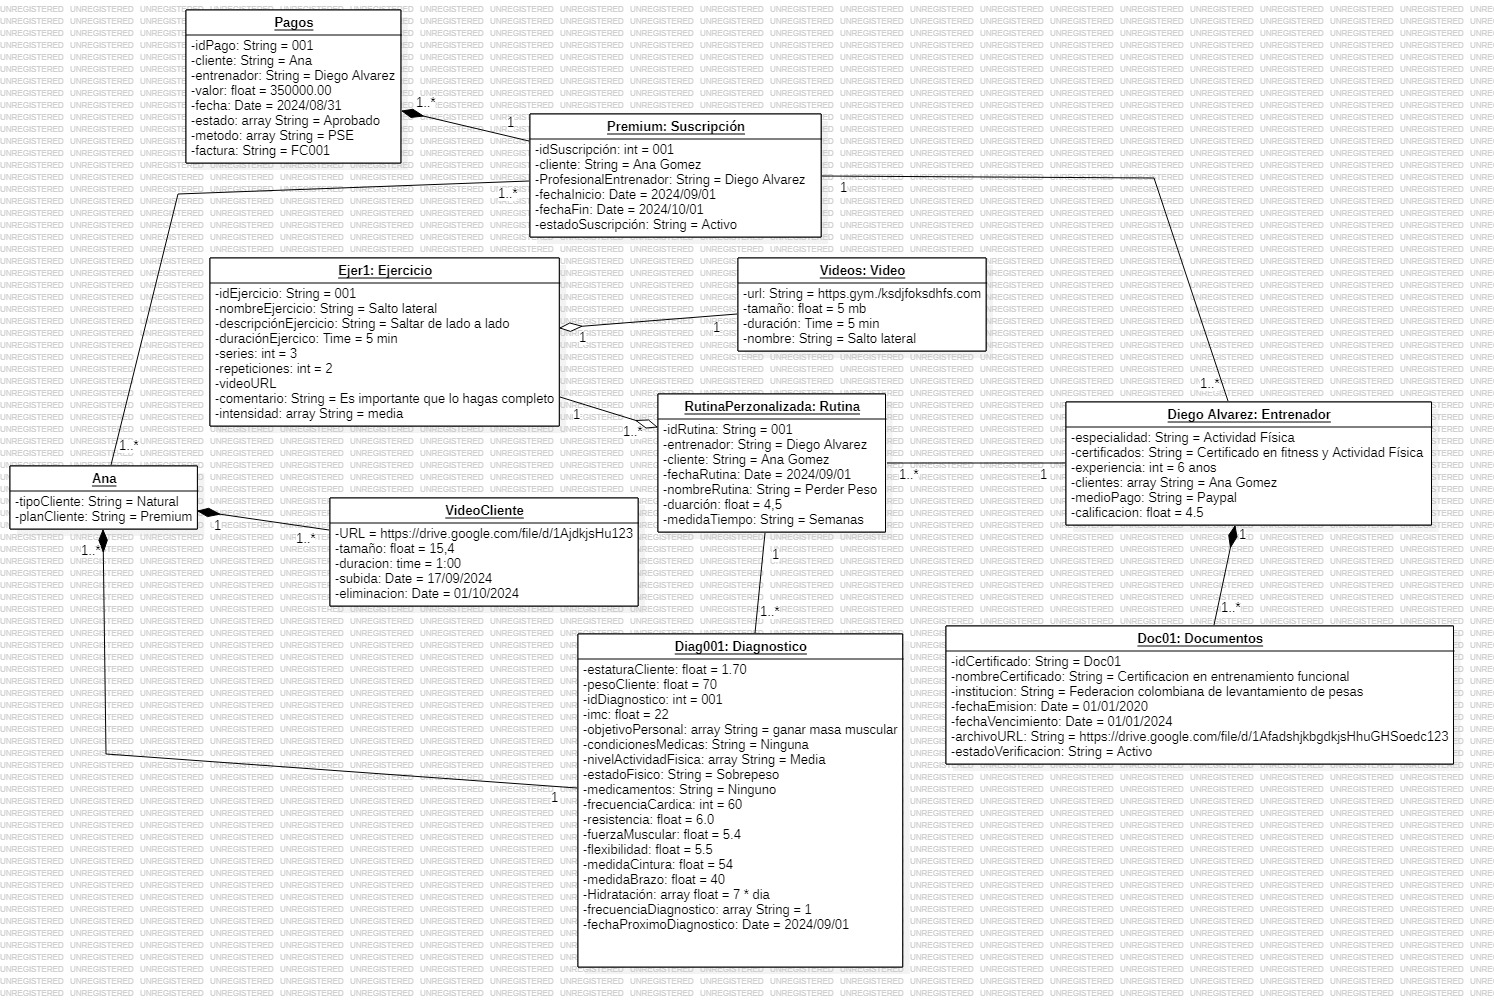 Pagos
-idPago: String = 001
-cliente: String = Ana
-entrenador: String = Diego Alvarez
-valor: float = 350000.00
-fecha: Date = 2024/08/31
-estado: array String = Aprobado
-metodo: array String = PSE
-factura: String = FC001
1..*
1
Premium: Suscripción
-idSuscripción: int = 001
-cliente: String = Ana Gomez
-ProfesionalEntrenador: String = Diego Alvarez
-fechaInicio: Date = 2024/09/01
-fechaFin: Date = 2024/10/01
-estadoSuscripción: String = Activo
1..*
1
Ejer1: Ejercicio
-idEjercicio: String = 001
-nombreEjercicio: String = Salto lateral
-descripciónEjercicio: String = Saltar de lado a lado
-duraciónEjercico: Time = 5 min
-series: int = 3
-repeticiones: int = 2
-videoURL
-comentario: String = Es importante que lo hagas completo
-intensidad: array String = media
1
1
Videos: Video
-url: String = https.gym./ksdjfoksdhfs.com
-tamaño: float = 5 mb
-duración: Time = 5 min
-nombre: String = Salto lateral
1
1..*
RutinaPerzonalizada: Rutina
-idRutina: String = 001
-entrenador: String = Diego Alvarez
-cliente: String = Ana Gomez
-fechaRutina: Date = 2024/09/01
-nombreRutina: String = Perder Peso
-duarción: float = 4,5
-medidaTiempo: String = Semanas
1..*
1
1..*
Diego Alvarez: Entrenador
-especialidad: String = Actividad Física
-certificados: String = Certificado en fitness y Actividad Física
-experiencia: int = 6 anos
-clientes: array String = Ana Gomez
-medioPago: String = Paypal
-calificacion: float = 4.5
1
1..*
1..*
Ana
-tipoCliente: String = Natural
-planCliente: String = Premium
1
1..*
1..*
VideoCliente
-URL = https://drive.google.com/file/d/1AjdkjsHu123
-tamaño: float = 15,4
-duracion: time = 1:00
-subida: Date = 17/09/2024
-eliminacion: Date = 01/10/2024
1
1..*
1
Diag001: Diagnostico
-estaturaCliente: float = 1.70
-pesoCliente: float = 70
-idDiagnostico: int = 001
-imc: float = 22
-objetivoPersonal: array String = ganar masa muscular
-condicionesMedicas: String = Ninguna
-nivelActividadFisica: array String = Media
-estadoFisico: String = Sobrepeso
-medicamentos: String = Ninguno
-frecuenciaCardica: int = 60
-resistencia: float = 6.0
-fuerzaMuscular: float = 5.4
-flexibilidad: float = 5.5
-medidaCintura: float = 54
-medidaBrazo: float = 40
-Hidratación: array float = 7 * dia
-frecuenciaDiagnostico: array String = 1
-fechaProximoDiagnostico: Date = 2024/09/01
Doc01: Documentos
-idCertificado: String = Doc01
-nombreCertificado: String = Certificacion en entrenamiento funcional
-institucion: String = Federacion colombiana de levantamiento de pesas
-fechaEmision: Date = 01/01/2020
-fechaVencimiento: Date = 01/01/2024
-archivoURL: String = https://drive.google.com/file/d/1AfadshjkbgdkjsHhuGHSoedc123
-estadoVerificacion: String = Activo
UNREGISTERED